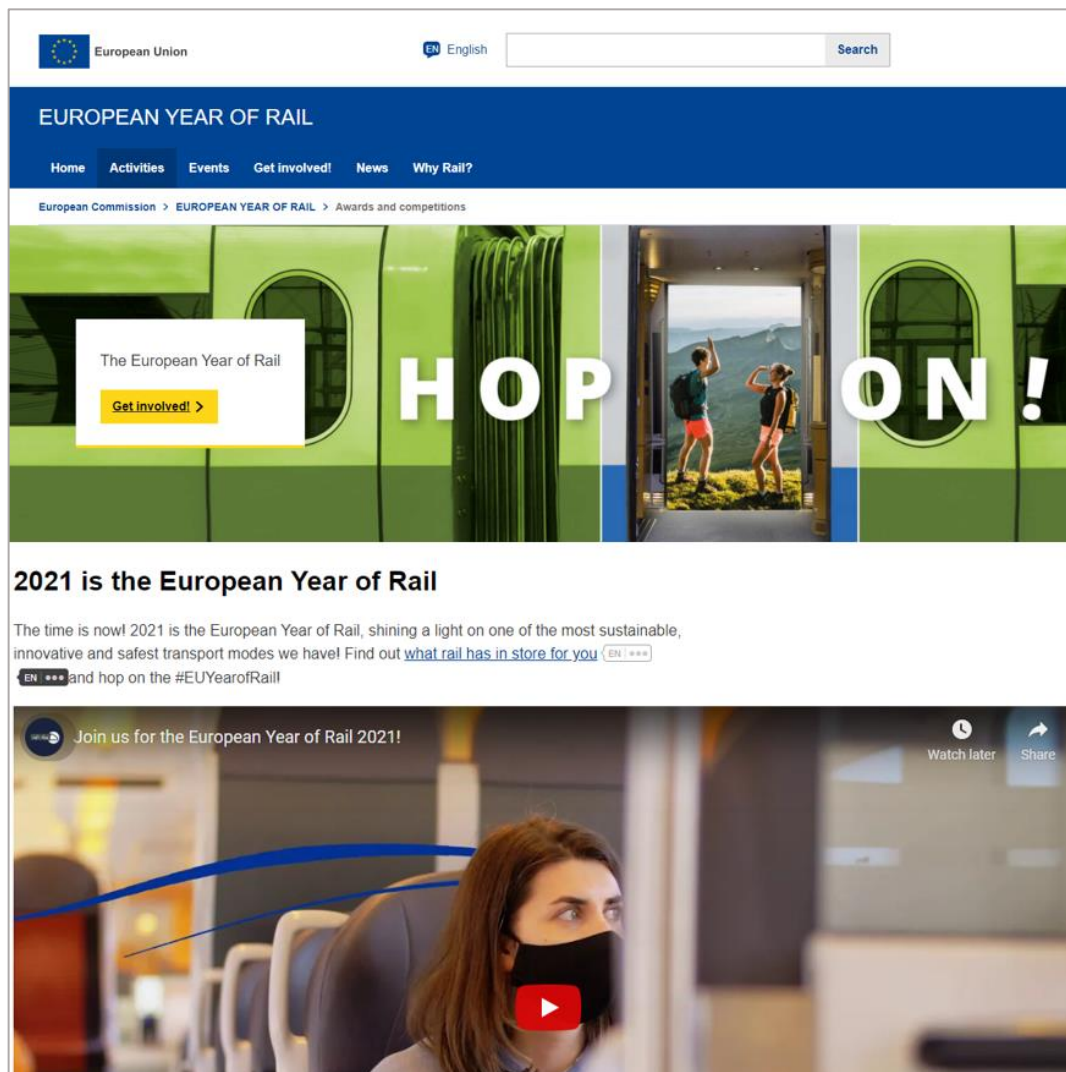 European Union
EN English
Search
EUROPEAN YEAR OF RAIL
Home Activities Events Get involved! News Why Rail?
European Commission > EUROPEAN YEAR OF RAIL > Awards and competitions
The European Year of Rail
Get involved! >
HOP ON!
2021 is the European Year of Rail
The time is now! 2021 is the European Year of Rail, shining a light on one of the most sustainable,
innovative and safest transport modes we have! Find out what rail has in store for you EN
EN and hop on the #EUYearofRail!
Join us for the European Year of Rail 2021!
Watch later Share